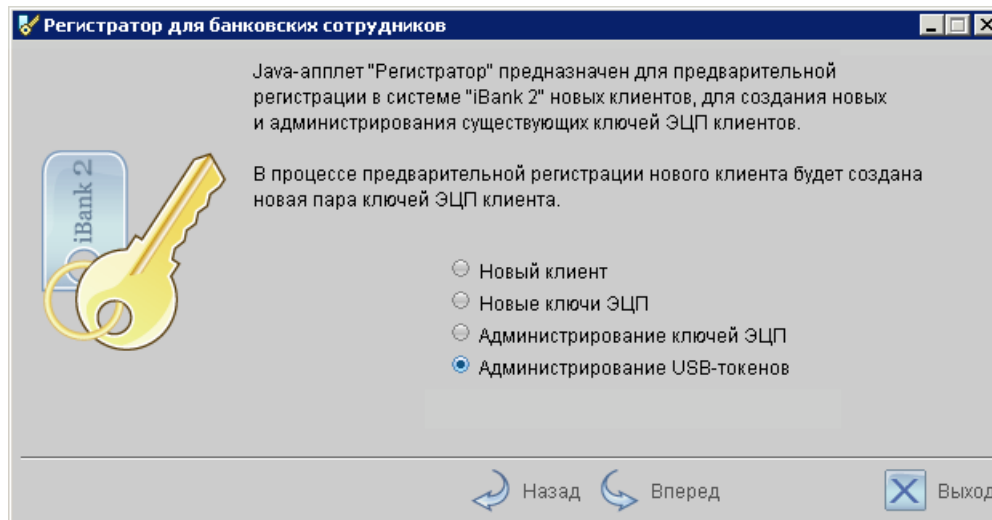 Регистратор для банковских сотрудников
Java-апплет "Регистратор" предназначен для предварительной
регистрации в системе "iBank 2" новых клиентов, для создания новых
и администрирования существующих ключей ЭЦП клиентов.
В процессе предварительной регистрации нового клиента будет создана
новая пара ключей ЭЦП клиента.
iBank 2
Новый клиент
Новые ключи ЭЦП
Администрирование ключей ЭЦП
Администрирование USB-токенов
Назад
Вперед
Выход